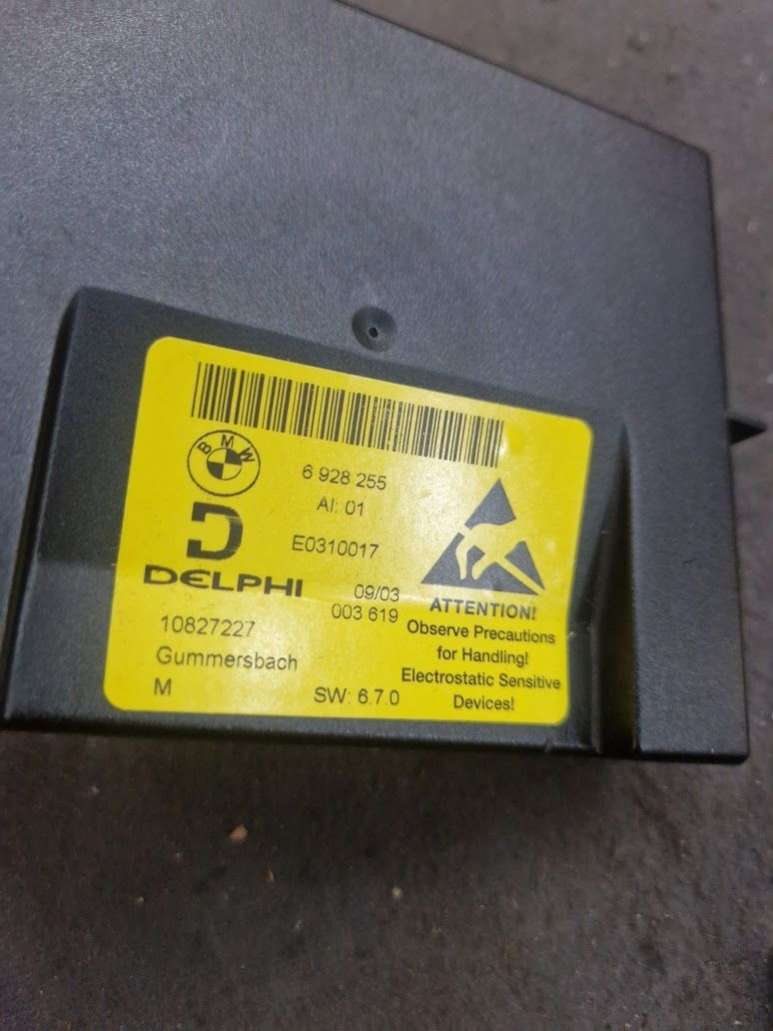 BMW
6 928 255
AI: 01
E0310017
DELPHI
09/03
003 619
10827227
Gummersbach
M
SW: 6.7.0
ATTENTION!
Observe Precautions
for Handling!
Electrostatic Sensitive
Devices!